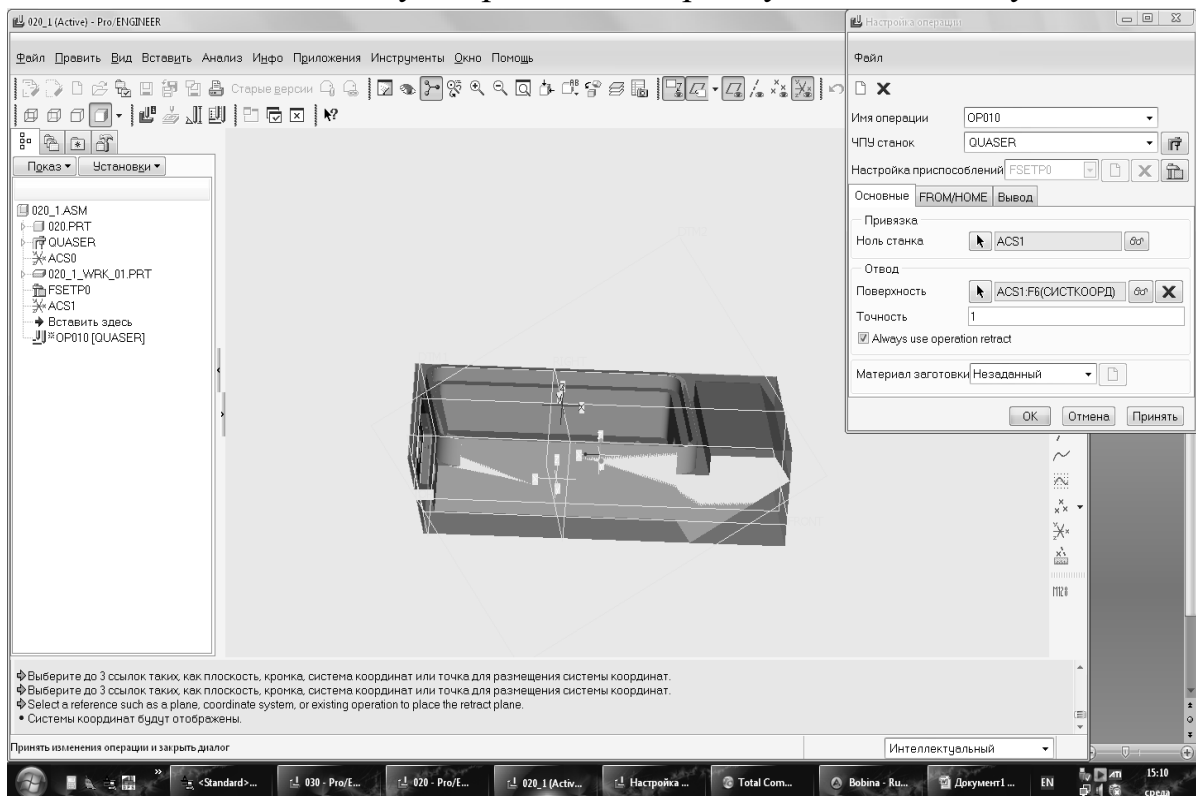 020_1 (Active) - Pro/ENGINEER
Файл Править Вид Вставить Анализ Инфо Приложения Инструменты Окно Помощь
Старые версии
Показ Установки
020_1.ASM
020.PRT
QUASER
ACS0
020_1_WRK_01.PRT
FSETP0
ACS1
Вставить здесь
OP010 [QUASER]
Настройка операции
Файл
Имя операции OP010
ЧПУ станок QUASER
Настройка приспособлений FSETP0
Основные FROM/HOME Вывод
Привязка
Ноль станка ACS1
Отвод
Поверхность ACS1:F6(СИСТКООРД)
Точность 1
Always use operation retract
Материал заготовки Незаданный
OK Отмена Принять
Выберите до 3 ссылок таких, как плоскость, кромка, система координат или точка для размещения системы координат.
Выберите до 3 ссылок таких, как плоскость, кромка, система координат или точка для размещения системы координат.
Select a reference such as a plane, coordinate system, or existing operation to place the retract plane.
Системы координат будут отображены.
Принять изменения операции и закрыть диалог
Интеллектуальный
<Standard>... 030 - Pro/E... 020 - Pro/E... 020_1 (Activ... Настройка ... Total Com... Bobina - Ru... Документ1 ... EN 15:10
среда